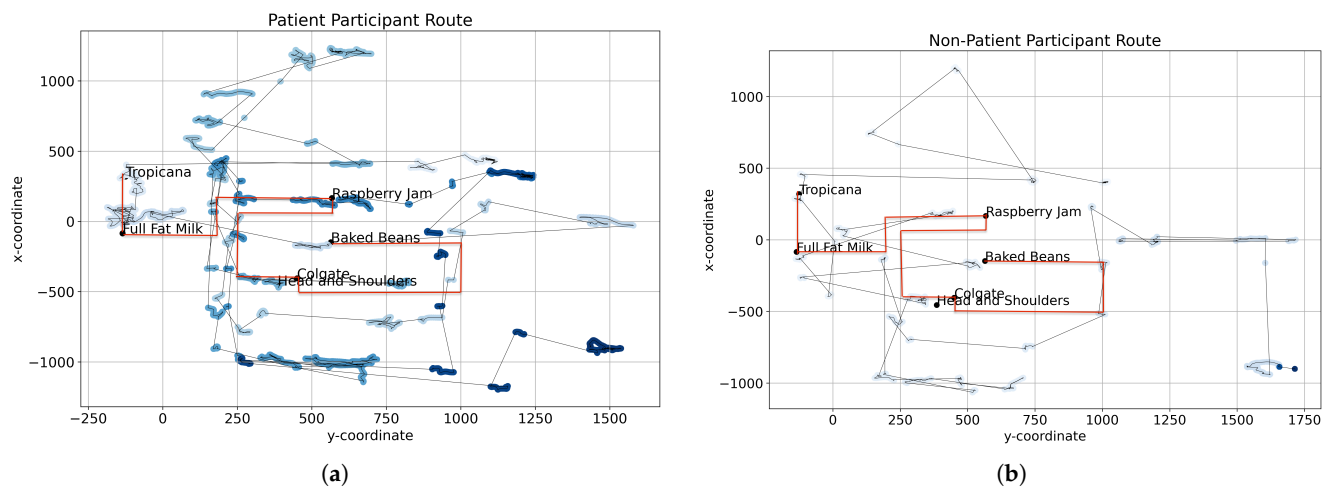 Patient Participant Route
1000
500
0
−500
−1000
x-coordinate
Tropicana
Raspberry Jam
Full Fat Milk
Baked Beans
Colgate
Head and Shoulders
−250
0
250
500
750
1000
1250
1500
y-coordinate
(a)
Non-Patient Participant Route
1000
500
0
−500
−1000
x-coordinate
Tropicana
Raspberry Jam
Full Fat Milk
Baked Beans
Colgate
Head and Shoulders
0
250
500
750
1000
1250
1500
1750
y-coordinate
(b)